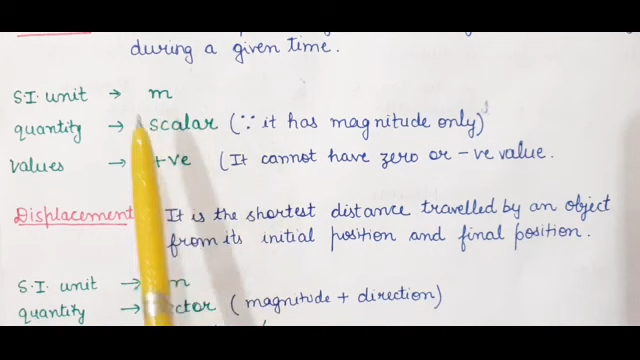 during a given time.
S.I. unit → m
quantity → scalar (∵ it has magnitude only)
values → +ve (It cannot have zero or -ve value.
Displacement It is the shortest distance travelled by an object
from its initial position and final position.
S.I. unit → m
quantity → (magnitude + direction)